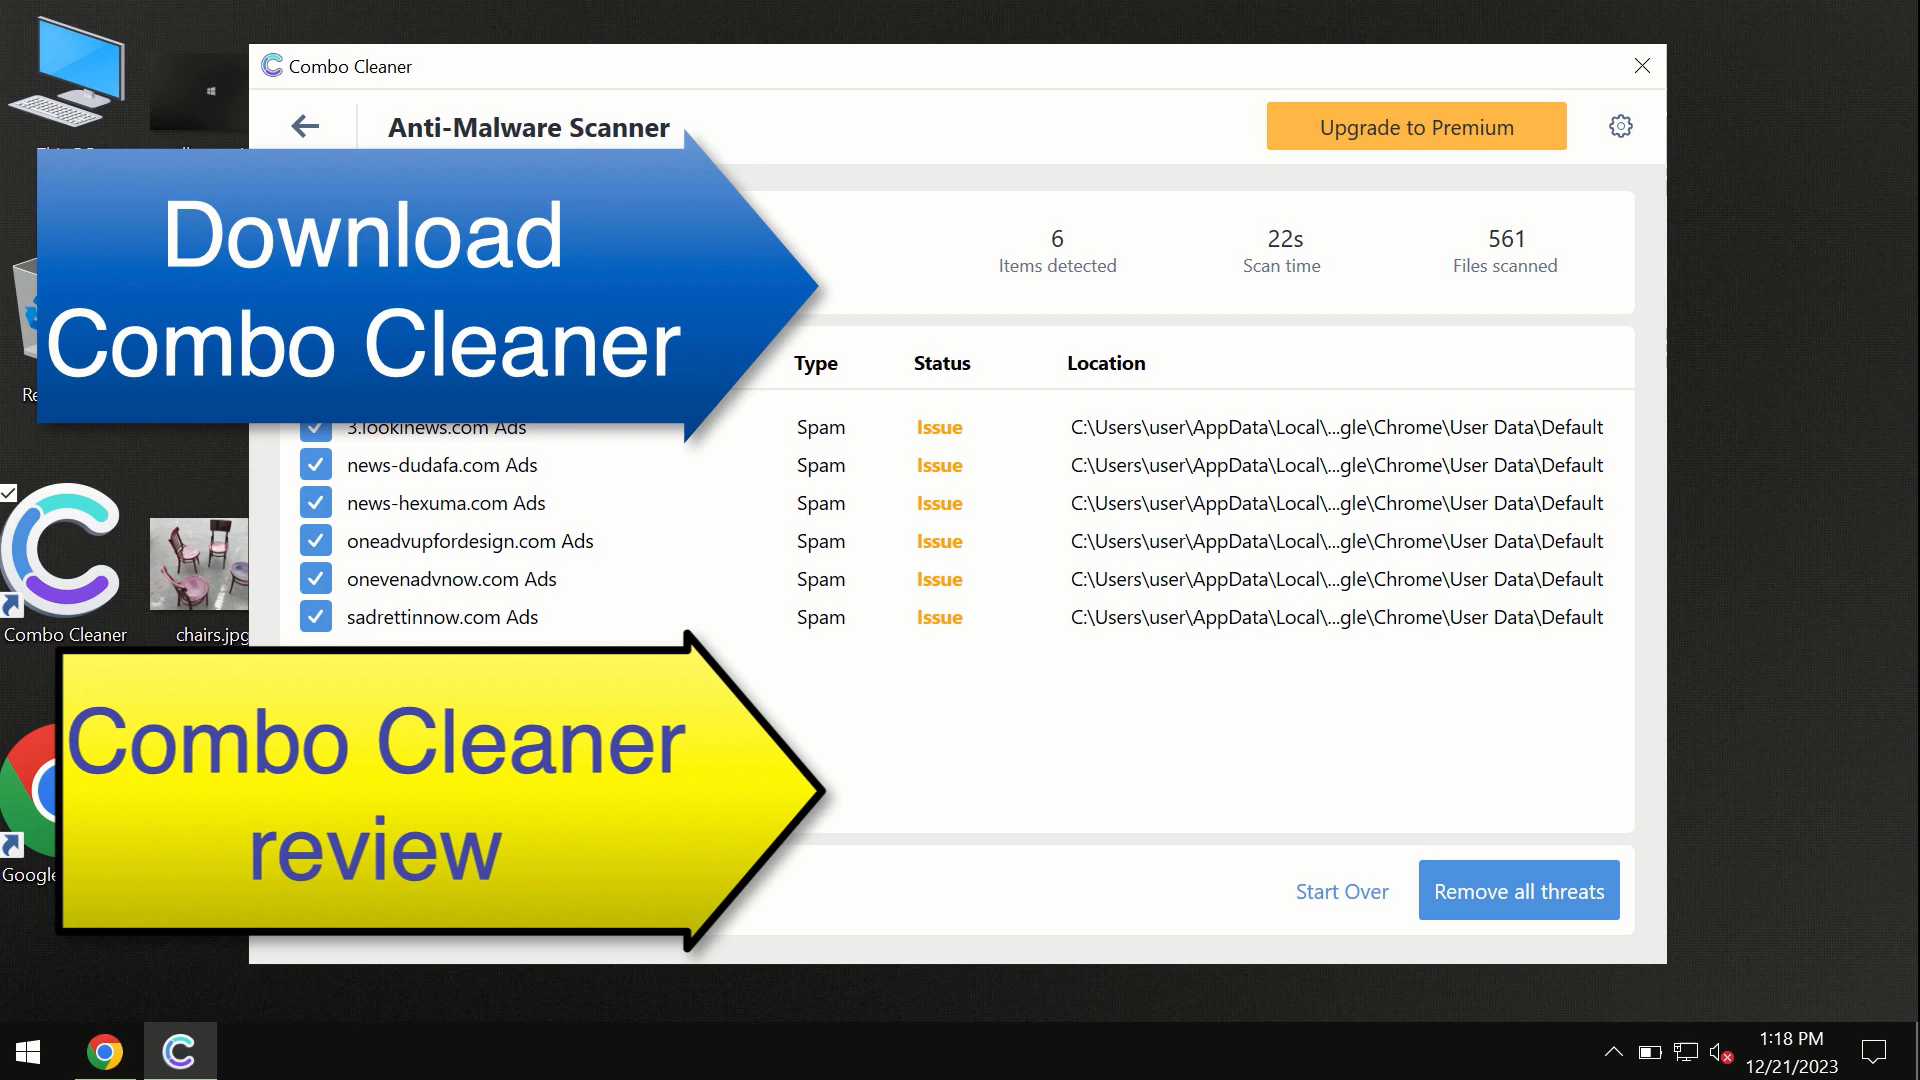 Combo Cleaner
Anti-Malware Scanner
Upgrade to Premium
Download
Combo Cleaner
6
Items detected
22s
Scan time
561
Files scanned
Type Status Location
3.lookinews.com Ads Spam Issue C:\Users\user\AppData\Local\...gle\Chrome\User Data\Default
news-dudafa.com Ads Spam Issue C:\Users\user\AppData\Local\...gle\Chrome\User Data\Default
news-hexuma.com Ads Spam Issue C:\Users\user\AppData\Local\...gle\Chrome\User Data\Default
oneadvupfordesign.com Ads Spam Issue C:\Users\user\AppData\Local\...gle\Chrome\User Data\Default
onevenadvnow.com Ads Spam Issue C:\Users\user\AppData\Local\...gle\Chrome\User Data\Default
sadrettinnow.com Ads Spam Issue C:\Users\user\AppData\Local\...gle\Chrome\User Data\Default
Combo Cleaner
chairs.jpg
Combo Cleaner
review
Google
Start Over
Remove all threats
1:18 PM
12/21/2023